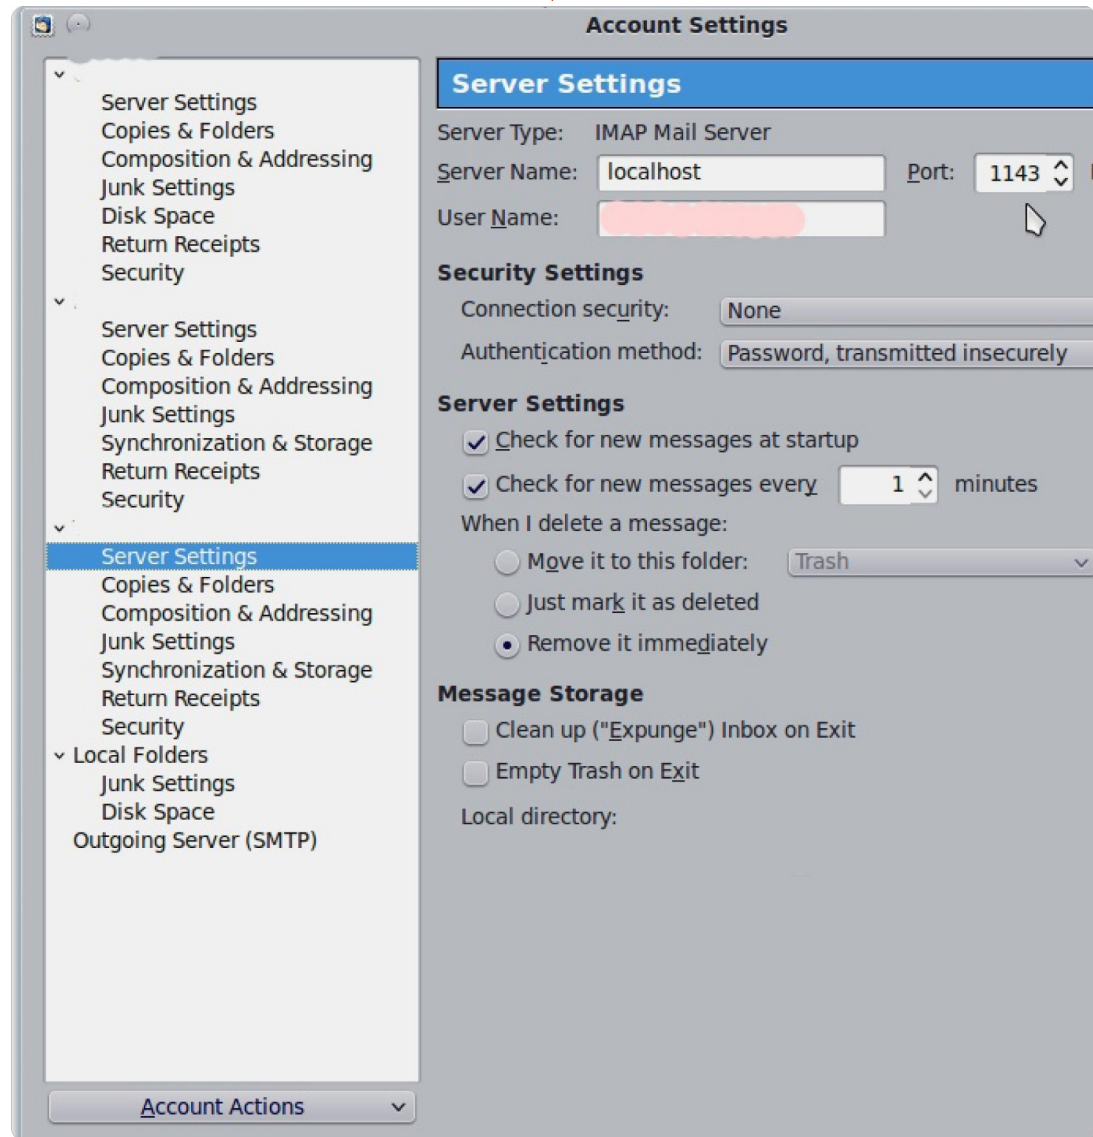 Account Settings
Server Settings
Copies & Folders
Composition & Addressing
Junk Settings
Disk Space
Return Receipts
Security
Server Settings
Copies & Folders
Composition & Addressing
Junk Settings
Synchronization & Storage
Return Receipts
Security
Server Settings
Copies & Folders
Composition & Addressing
Junk Settings
Synchronization & Storage
Return Receipts
Security
Local Folders
Junk Settings
Disk Space
Outgoing Server (SMTP)
Account Actions
Server Settings
Server Type: IMAP Mail Server
Server Name: localhost Port: 1143
User Name:
Security Settings
Connection security: None
Authentication method: Password, transmitted insecurely
Server Settings
Check for new messages at startup
Check for new messages every 1 minutes
When I delete a message:
Move it to this folder: Trash
Just mark it as deleted
Remove it immediately
Message Storage
Clean up ("Expunge") Inbox on Exit
Empty Trash on Exit
Local directory: